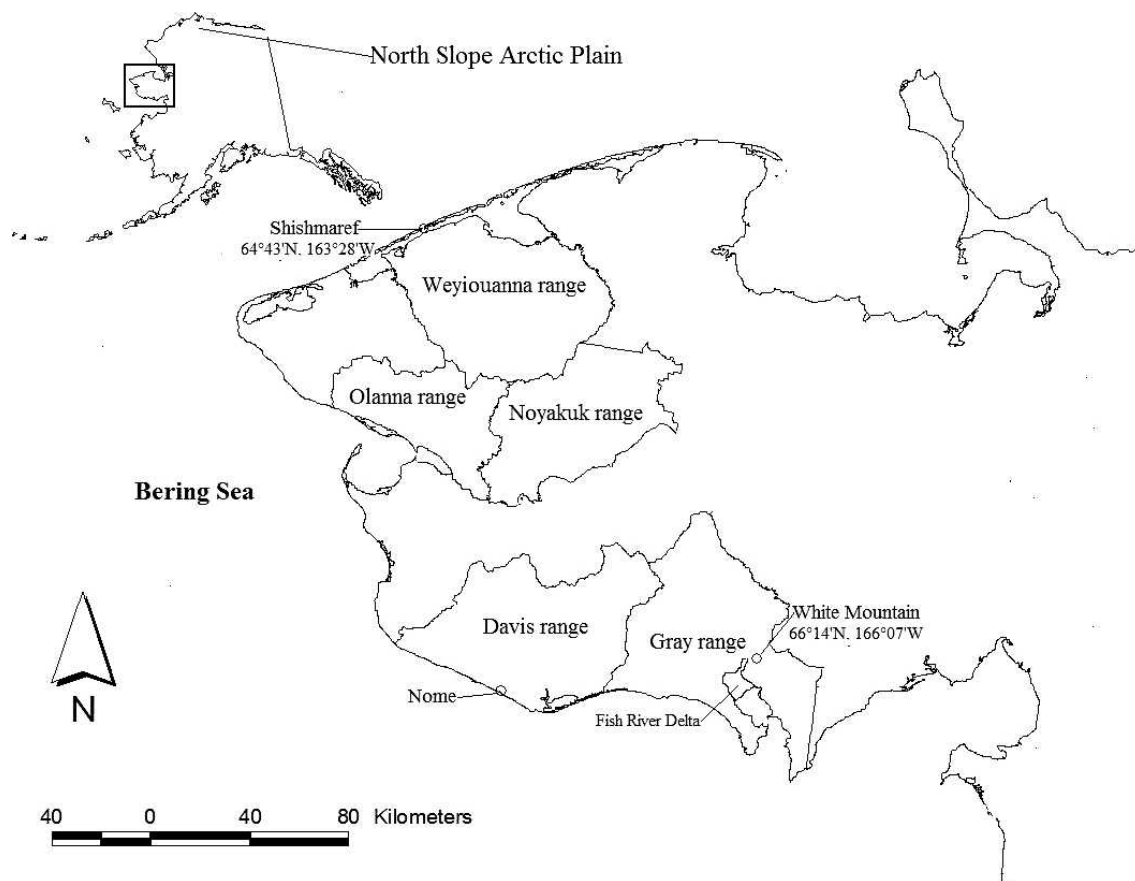 North Slope Arctic Plain
Shishmaref
64°43'N, 163°28'W
Weyiouanna range
Olanna range
Noyakuk range
Bering Sea
White Mountain
66°14'N, 166°07'W
Davis range
Gray range
Nome
Fish River Delta
N
40 0 40 80 Kilometers